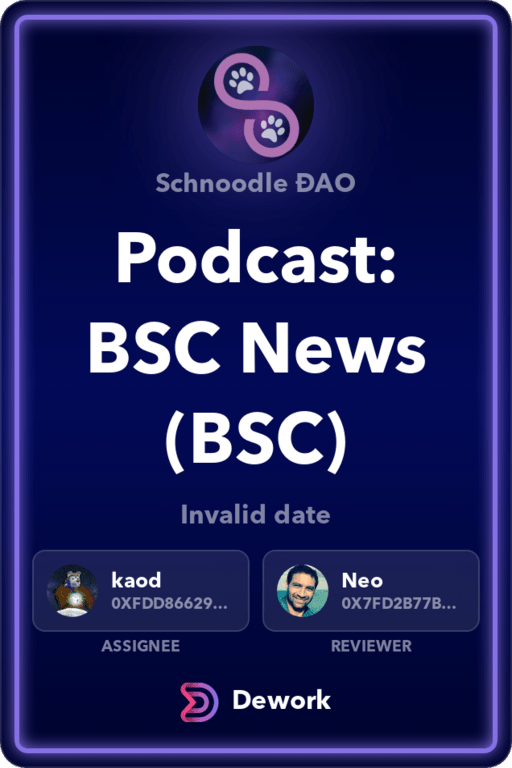 Schnoodle ĐAO
Podcast:
BSC News
(BSC)
Invalid date
kaod
0XFDD86629...
ASSIGNEE
Neo
0X7FD2B77B...
REVIEWER
Dework